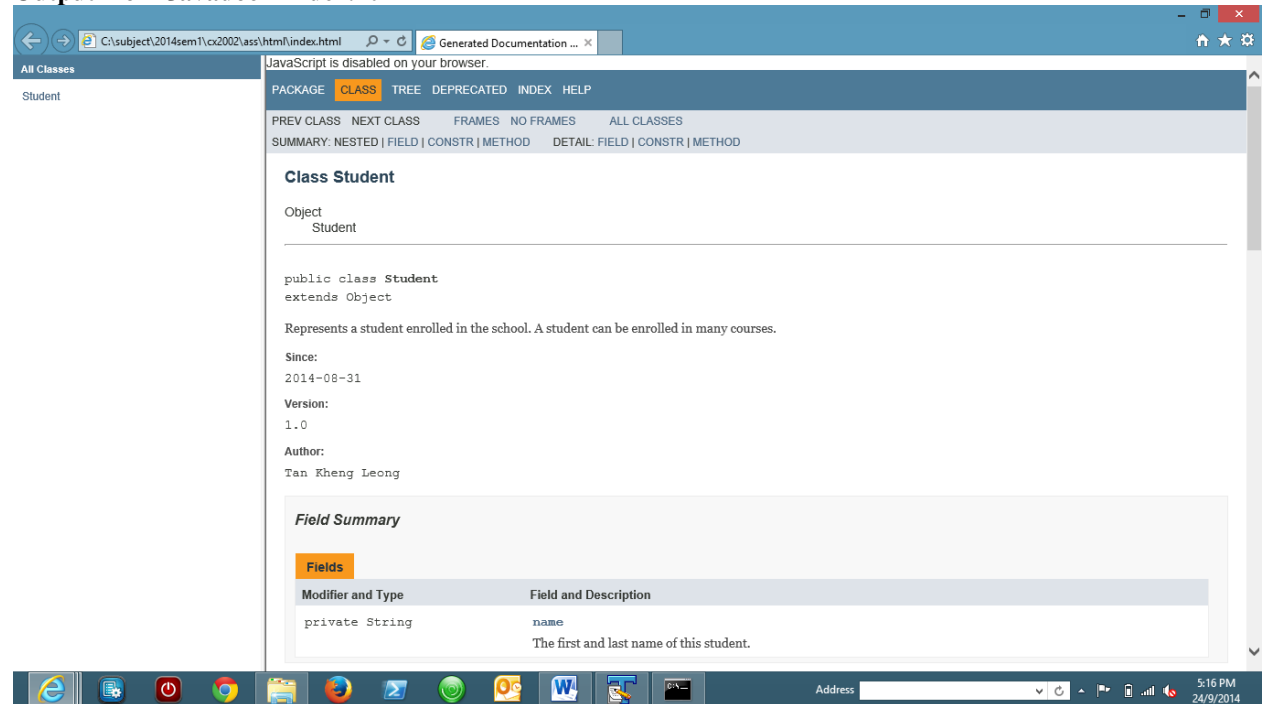 C:\subject\2014sem1\cx2002\ass\html\index.html
Generated Documentation ...
All Classes
Student
JavaScript is disabled on your browser.
PACKAGE CLASS TREE DEPRECATED INDEX HELP
PREV CLASS NEXT CLASS FRAMES NO FRAMES ALL CLASSES
SUMMARY: NESTED | FIELD | CONSTR | METHOD DETAIL: FIELD | CONSTR | METHOD
Class Student
Object
Student
public class Student
extends Object
Represents a student enrolled in the school. A student can be enrolled in many courses.
Since:
2014-08-31
Version:
1.0
Author:
Tan Kheng Leong
Field Summary
Fields
Modifier and Type Field and Description
private String name
The first and last name of this student.
Address
5:16 PM
24/9/2014